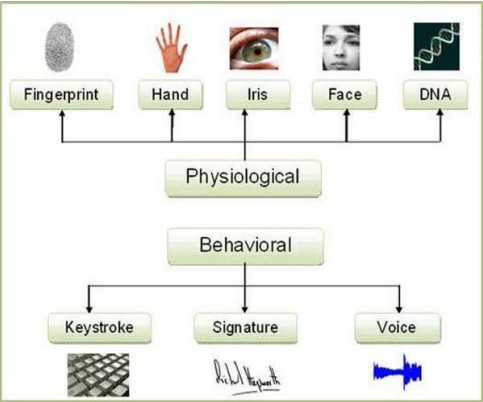 Fingerprint
Hand
Iris
Face
DNA
Physiological
Behavioral
Keystroke
Signature
Voice